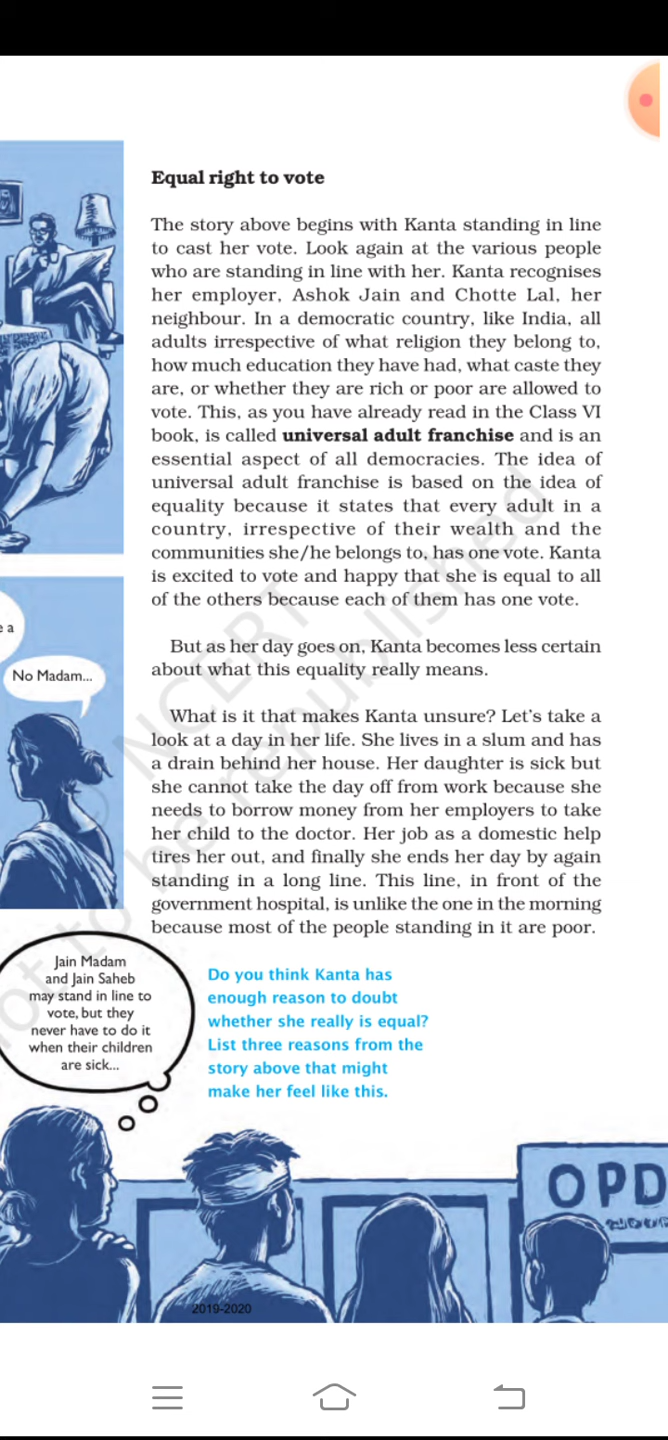 Equal right to vote
The story above begins with Kanta standing in line
to cast her vote. Look again at the various people
who are standing in line with her. Kanta recognises
her employer, Ashok Jain and Chotte Lal, her
neighbour. In a democratic country, like India, all
adults irrespective of what religion they belong to,
how much education they have had, what caste they
are, or whether they are rich or poor are allowed to
vote. This, as you have already read in the Class VI
book, is called universal adult franchise and is an
essential aspect of all democracies. The idea of
universal adult franchise is based on the idea of
equality because it states that every adult in a
country, irrespective of their wealth and the
communities she/he belongs to, has one vote. Kanta
is excited to vote and happy that she is equal to all
of the others because each of them has one vote.
e a
No Madam...
But as her day goes on, Kanta becomes less certain
about what this equality really means.
What is it that makes Kanta unsure? Let's take a
look at a day in her life. She lives in a slum and has
a drain behind her house. Her daughter is sick but
she cannot take the day off from work because she
needs to borrow money from her employers to take
her child to the doctor. Her job as a domestic help
tires her out, and finally she ends her day by again
standing in a long line. This line, in front of the
government hospital, is unlike the one in the morning
because most of the people standing in it are poor.
Jain Madam
and Jain Saheb
may stand in line to
vote, but they
never have to do it
when their children
are sick...
Do you think Kanta has
enough reason to doubt
whether she really is equal?
List three reasons from the
story above that might
make her feel like this.
OPD
2019-2020
© NCERT
not to be republished